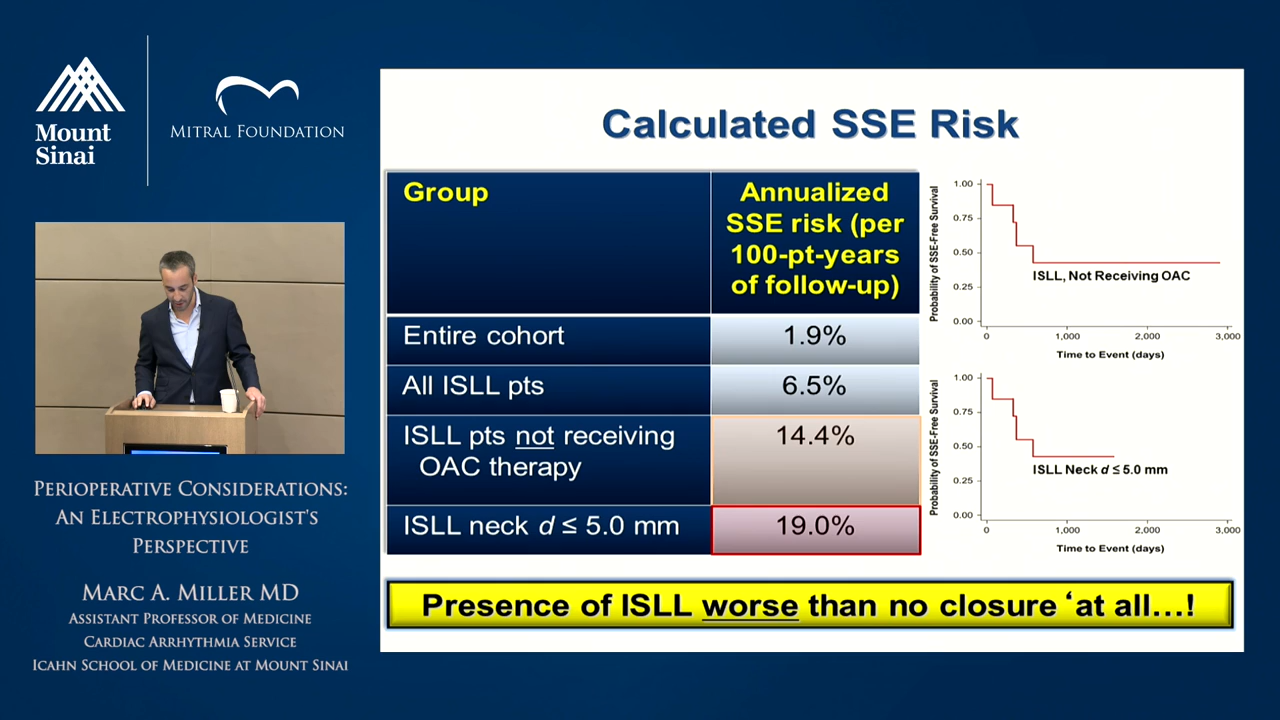 Mount
Sinai
MITRAL FOUNDATION
PERIOPERATIVE CONSIDERATIONS:
AN ELECTROPHYSIOLOGIST'S
PERSPECTIVE
MARC A. MILLER MD
ASSISTANT PROFESSOR OF MEDICINE
CARDIAC ARRHYTHMIA SERVICE
ICAHN SCHOOL OF MEDICINE AT MOUNT SINAI
Calculated SSE Risk
Group
Annualized
SSE risk (per
100-pt-years
of follow-up)
Entire cohort
1.9%
All ISLL pts
6.5%
ISLL pts not receiving
OAC therapy
14.4%
ISLL neck d ≤ 5.0 mm
19.0%
Probability of SSE-Free Survival
1.00
0.75
0.50
0.25
0.00
ISLL, Not Receiving OAC
0 1,000 2,000 3,000
Time to Event (days)
Probability of SSE-Free Survival
1.00
0.75
0.50
0.25
0.00
ISLL Neck d ≤ 5.0 mm
0 1,000 2,000 3,000
Time to Event (days)
Presence of ISLL worse than no closure ‘at all…!